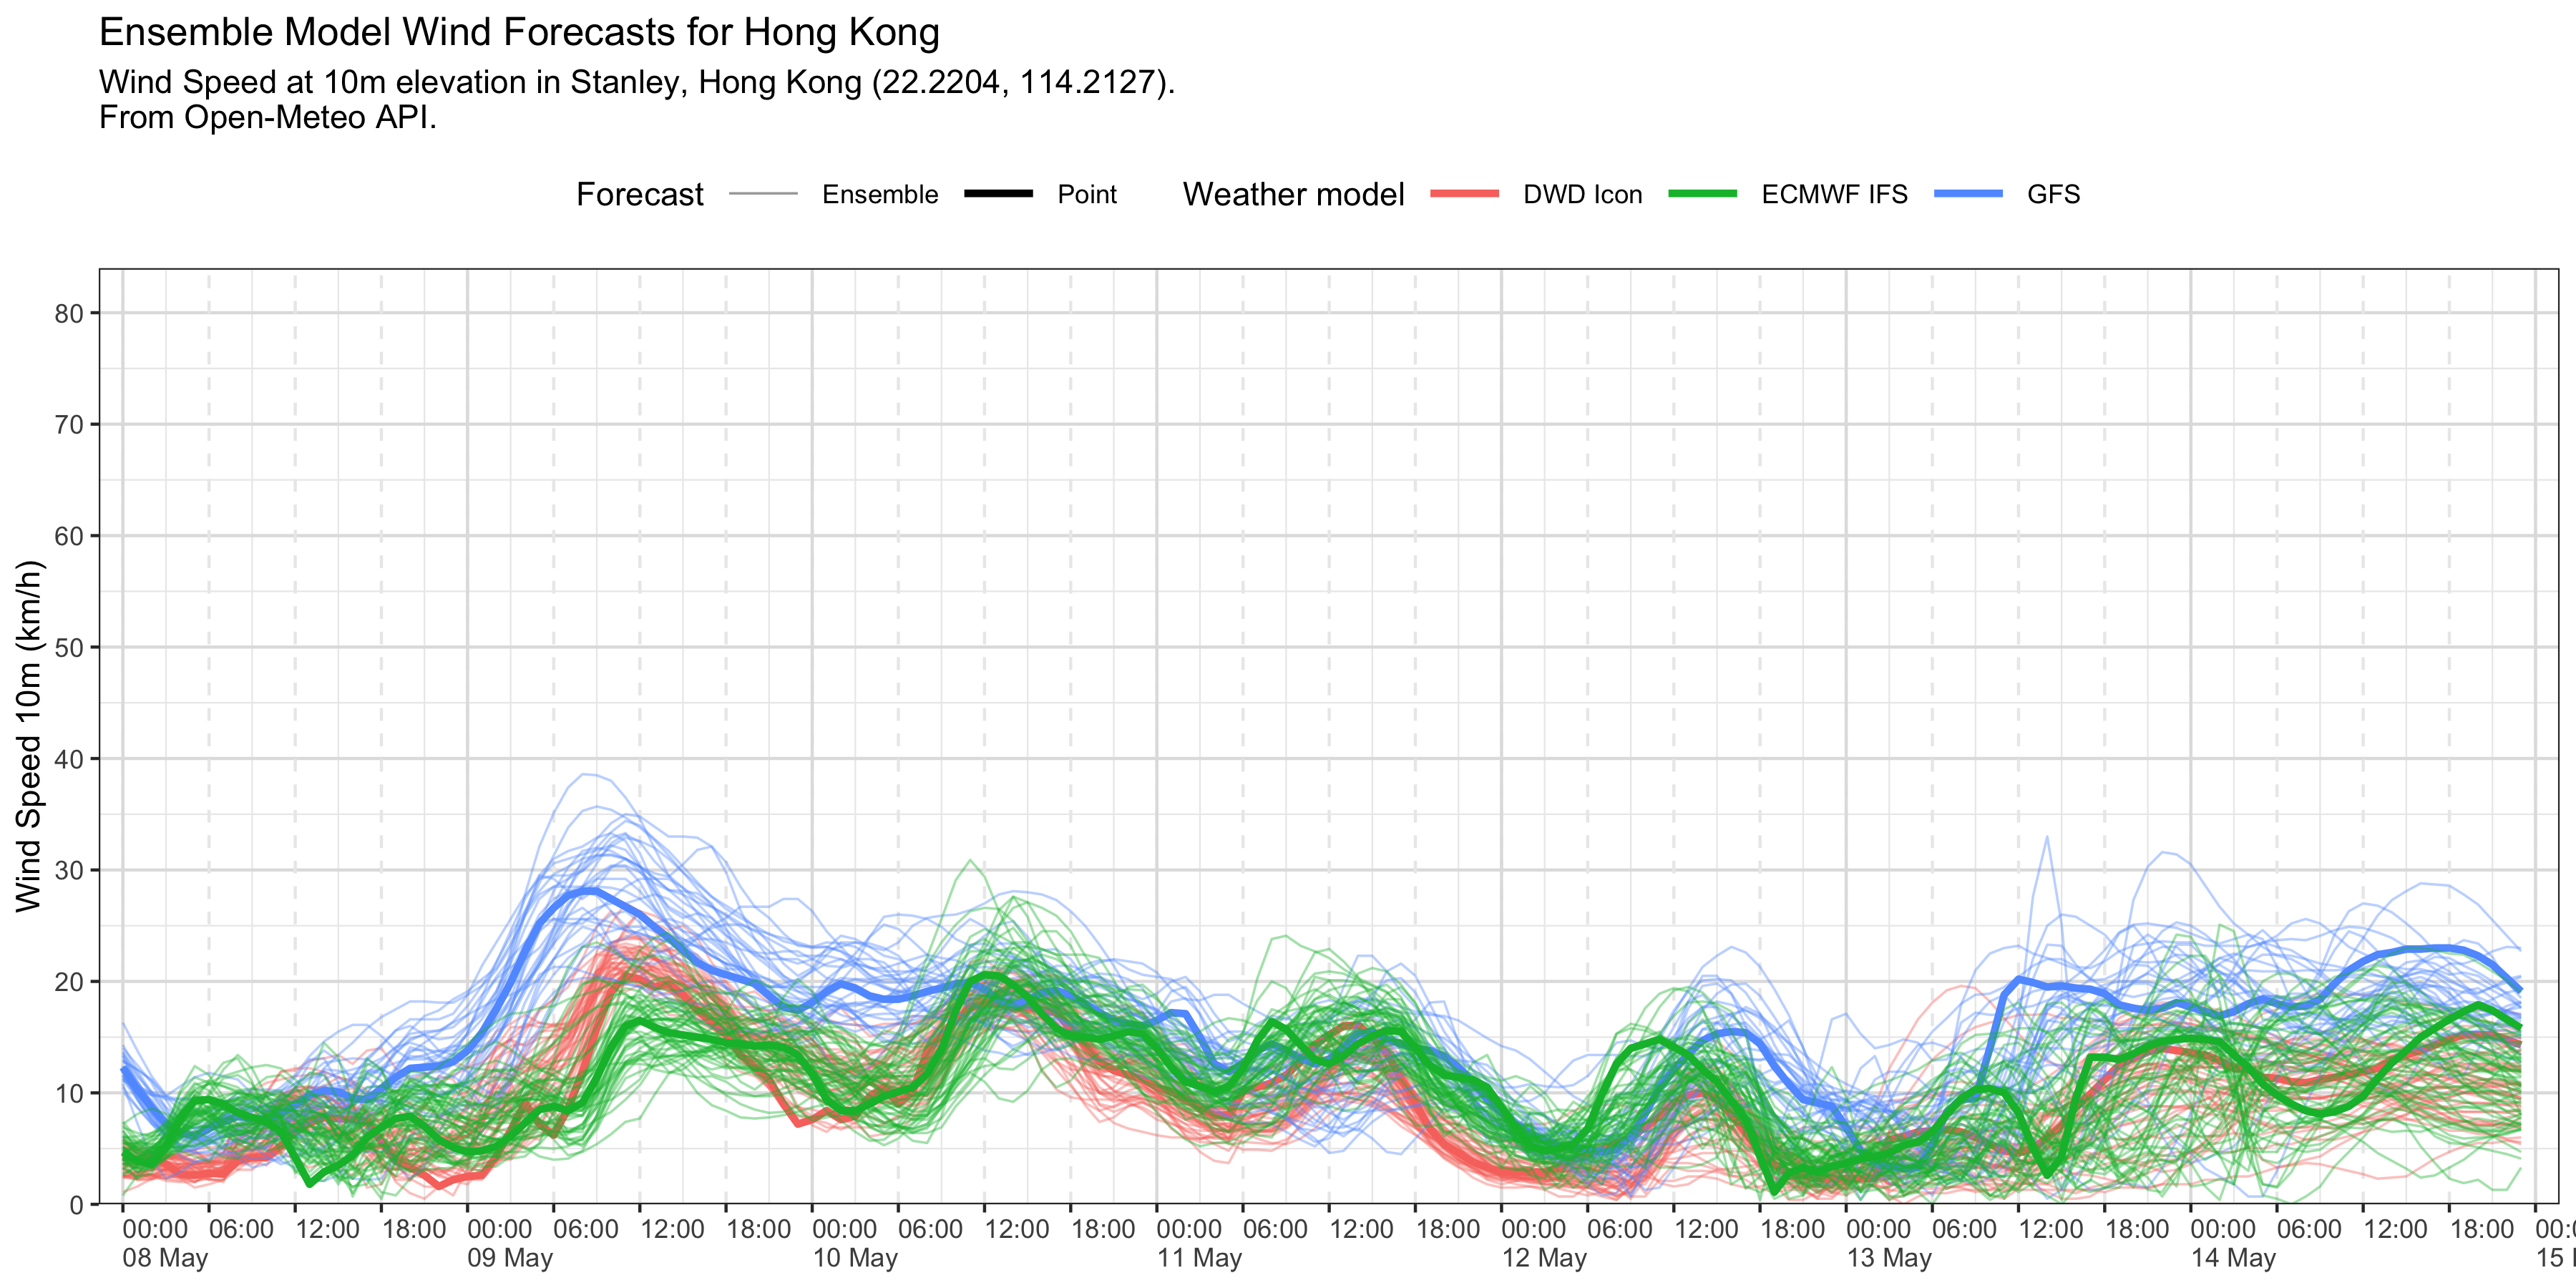 Ensemble Model Wind Forecasts for Hong Kong
Wind Speed at 10m elevation in Stanley, Hong Kong (22.2204, 114.2127).
From Open-Meteo API.
Forecast Ensemble Point Weather model DWD Icon ECMWF IFS GFS
Wind Speed 10m (km/h)
80
70
60
50
40
30
20
10
0
00:00 06:00 12:00 18:00 00:00 06:00 12:00 18:00 00:00 06:00 12:00 18:00 00:00 06:00 12:00 18:00 00:00 06:00 12:00 18:00 00:00 06:00 12:00 18:00 00:00 06:00 12:00 18:00
08 May 09 May 10 May 11 May 12 May 13 May 14 May 15